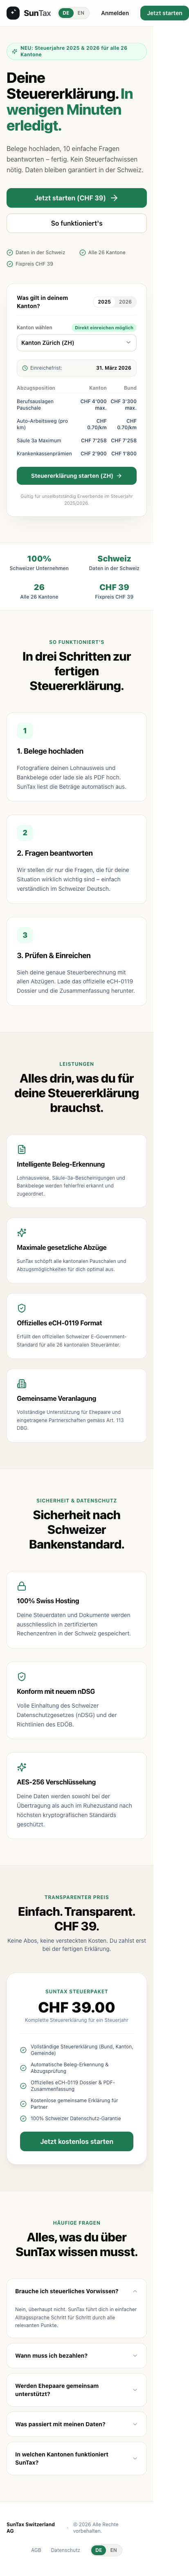 SunTax DE EN Anmelden Jetzt starten
NEU: Steuerjahre 2025 & 2026 für alle 26
Kantone
Deine
Steuererklärung. In
wenigen Minuten
erledigt.
Belege hochladen, 10 einfache Fragen
beantworten – fertig. Kein Steuerfachwissen
nötig. Daten bleiben garantiert in der Schweiz.
Jetzt starten (CHF 39)
So funktioniert's
Daten in der Schweiz Alle 26 Kantone
Fixpreis CHF 39
Was gilt in deinem
Kanton?
2025 2026
Kanton wählen Direkt einreichen möglich
Kanton Zürich (ZH)
Einreichefrist: 31. März 2026
Abzugsposition Kanton Bund
Berufsauslagen
Pauschale
CHF 4'000
max.
CHF 3'300
max.
Auto-Arbeitsweg (pro
km)
CHF
0.70/km
CHF
0.70/km
Säule 3a Maximum CHF 7'258 CHF 7'258
Krankenkassenprämien CHF 2'900 CHF 1'800
Steuererklärung starten (ZH)
Gültig für unselbstständig Erwerbende im Steuerjahr
2025/2026.
100%
Schweizer Unternehmen
Schweiz
Daten in der Schweiz
26
Alle 26 Kantone
CHF 39
Fixpreis CHF 39
SO FUNKTIONIERT'S
In drei Schritten zur
fertigen
Steuererklärung.
1
1. Belege hochladen
Fotografiere deinen Lohnausweis und
Bankbelege oder lade sie als PDF hoch.
SunTax liest die Beträge automatisch aus.
2
2. Fragen beantworten
Wir stellen dir nur die Fragen, die für deine
Situation wirklich wichtig sind – einfach
verständlich im Schweizer Deutsch.
3
3. Prüfen & Einreichen
Sieh deine genaue Steuerberechnung mit
allen Abzügen. Lade das offizielle eCH-0119
Dossier und die Zusammenfassung herunter.
LEISTUNGEN
Alles drin, was du für
deine Steuererklärung
brauchst.
Intelligente Beleg-Erkennung
Lohnausweise, Säule-3a-Bescheinigungen und
Bankbelege werden fehlerfrei erkannt und
zugeordnet.
Maximale gesetzliche Abzüge
SunTax schöpft alle kantonalen Pauschalen und
Abzugsmöglichkeiten für dich optimal aus.
Offizielles eCH-0119 Format
Erfüllt den offiziellen Schweizer E-Government-
Standard für alle 26 kantonalen Steuerämter.
Gemeinsame Veranlagung
Vollständige Unterstützung für Ehepaare und
eingetragene Partnerschaften gemäss Art. 113
DBG.
SICHERHEIT & DATENSCHUTZ
Sicherheit nach
Schweizer
Bankenstandard.
100% Swiss Hosting
Deine Steuerdaten und Dokumente werden
ausschliesslich in zertifizierten
Rechenzentren in der Schweiz gespeichert.
Konform mit neuem nDSG
Volle Einhaltung des Schweizer
Datenschutzgesetzes (nDSG) und der
Richtlinien des EDÖB.
AES-256 Verschlüsselung
Deine Daten werden sowohl bei der
Übertragung als auch im Ruhezustand nach
höchsten kryptografischen Standards
geschützt.
TRANSPARENTER PREIS
Einfach. Transparent.
CHF 39.
Keine Abos, keine versteckten Kosten. Du zahlst erst
bei der fertigen Erklärung.
SUNTAX STEUERPAKET
CHF 39.00
Komplette Steuererklärung für ein Steuerjahr
Vollständige Steuererklärung (Bund, Kanton,
Gemeinde)
Automatische Beleg-Erkennung &
Abzugsprüfung
Offizielles eCH-0119 Dossier & PDF-
Zusammenfassung
Kostenlose gemeinsame Erklärung für
Partner
100% Schweizer Datenschutz-Garantie
Jetzt kostenlos starten
HÄUFIGE FRAGEN
Alles, was du über
SunTax wissen musst.
Brauche ich steuerliches Vorwissen?
Nein, überhaupt nicht. SunTax führt dich in einfacher
Alltagssprache Schritt für Schritt durch alle
relevanten Punkte.
Wann muss ich bezahlen?
Werden Ehepaare gemeinsam
unterstützt?
Was passiert mit meinen Daten?
In welchen Kantonen funktioniert
SunTax?
SunTax Switzerland
AG
© 2026 Alle Rechte
vorbehalten.
AGB Datenschutz DE EN